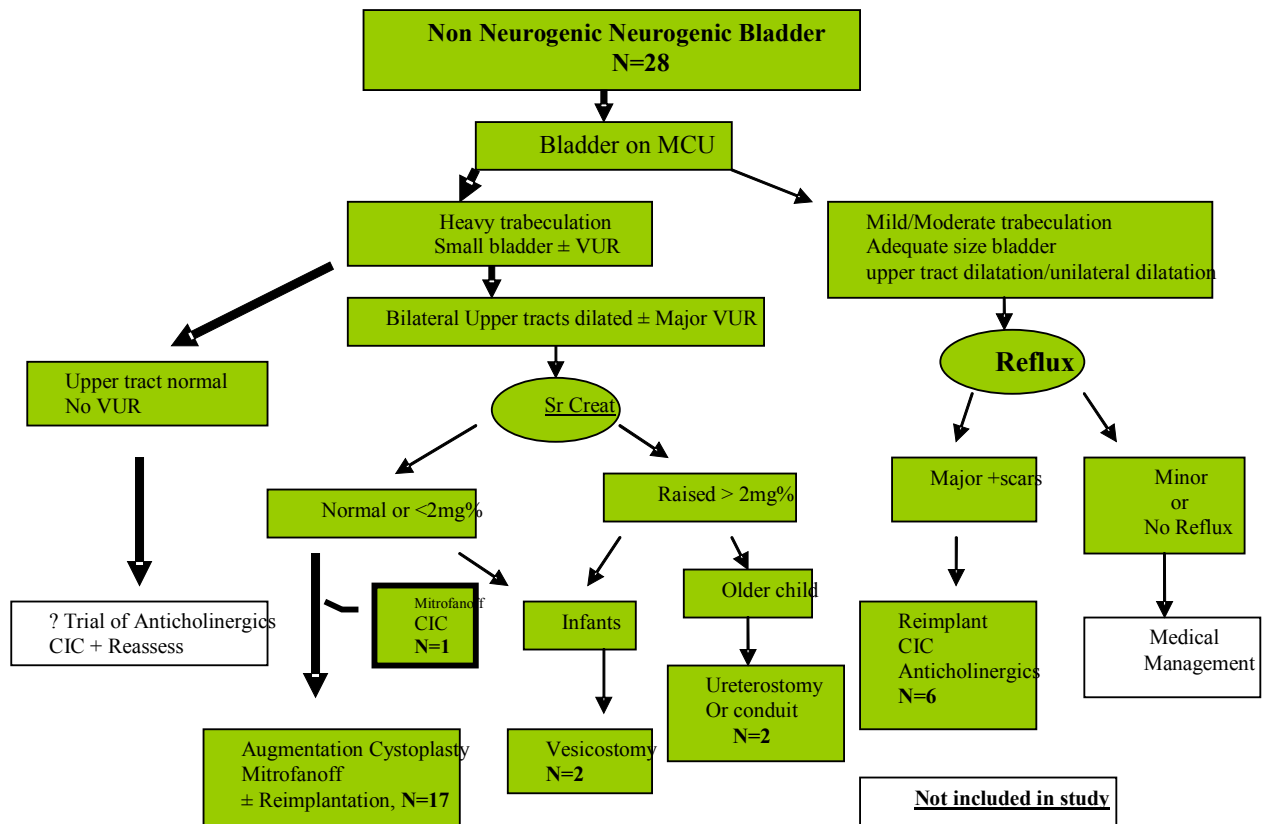 Non Neurogenic Neurogenic Bladder
N=28
Bladder on MCU
Heavy trabeculation
Small bladder ± VUR
Mild/Moderate trabeculation
Adequate size bladder
upper tract dilatation/unilateral dilatation
Bilateral Upper tracts dilated ± Major VUR
Upper tract normal
No VUR
Sr Creat
Reflux
Normal or <2mg%
Raised > 2mg%
Major +scars
Minor
or
No Reflux
? Trial of Anticholinergics
CIC + Reassess
Mitrofanoff
CIC
N=1
Infants
Older child
Reimplant
CIC
Anticholinergics
N=6
Medical
Management
Augmentation Cystoplasty
Mitrofanoff
± Reimplantation, N=17
Vesicostomy
N=2
Ureterostomy
Or conduit
N=2
Not included in study